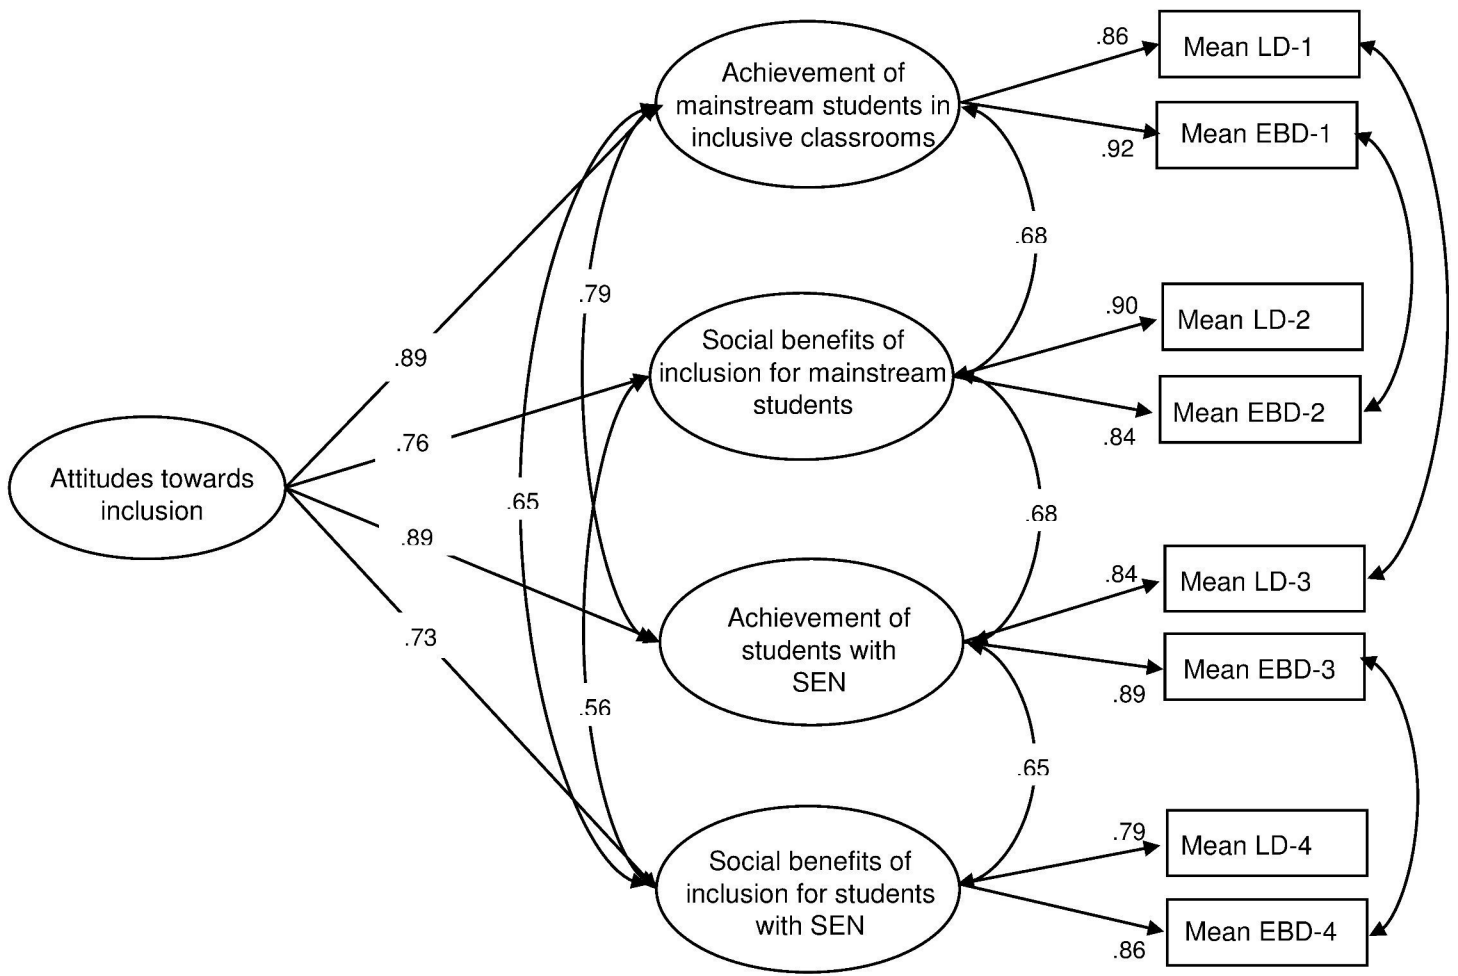 Achievement of
mainstream students in
inclusive classrooms
.86
Mean LD-1
.92
Mean EBD-1
.68
.79
.89
Social benefits of
inclusion for mainstream
students
.90
Mean LD-2
.84
Mean EBD-2
.76
Attitudes towards
inclusion
.65
.68
.89
Achievement of
students with
SEN
.84
Mean LD-3
.89
Mean EBD-3
.73
.56
.65
Social benefits of
inclusion for students
with SEN
.79
Mean LD-4
.86
Mean EBD-4